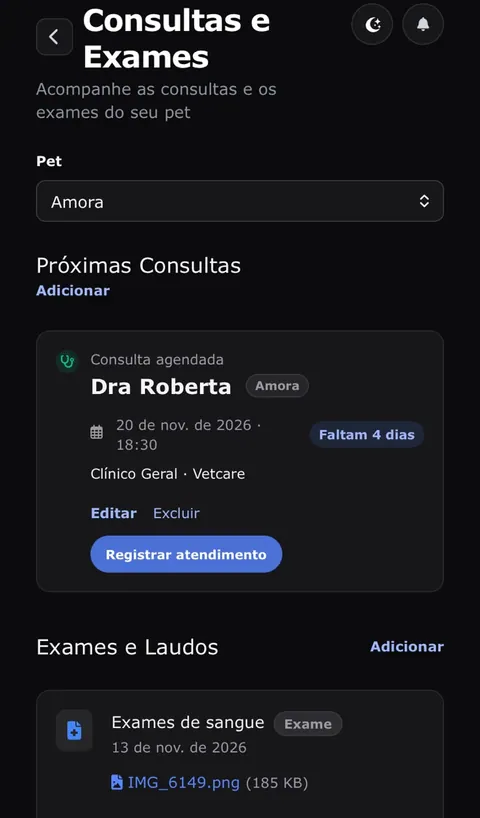 Consultas e
Exames
Acompanhe as consultas e os
exames do seu pet
Pet
Amora
Próximas Consultas
Adicionar
Consulta agendada
Dra Roberta Amora
20 de nov. de 2026 ·
18:30
Faltam 4 dias
Clínico Geral · Vetcare
Editar Excluir
Registrar atendimento
Exames e Laudos Adicionar
Exames de sangue Exame
13 de nov. de 2026
IMG_6149.png (185 KB)